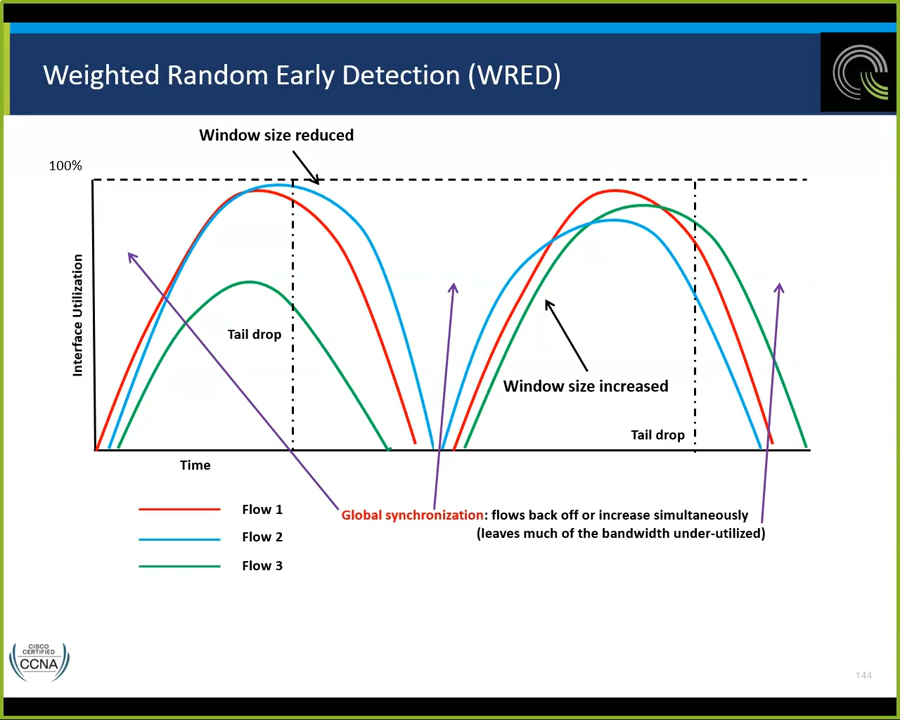 Weighted Random Early Detection (WRED)
Window size reduced
100%
Interface Utilization
Tail drop
Window size increased
Tail drop
Time
Flow 1
Global synchronization: flows back off or increase simultaneously
(leaves much of the bandwidth under-utilized)
Flow 2
Flow 3
CISCO
CERTIFIED
CCNA
144